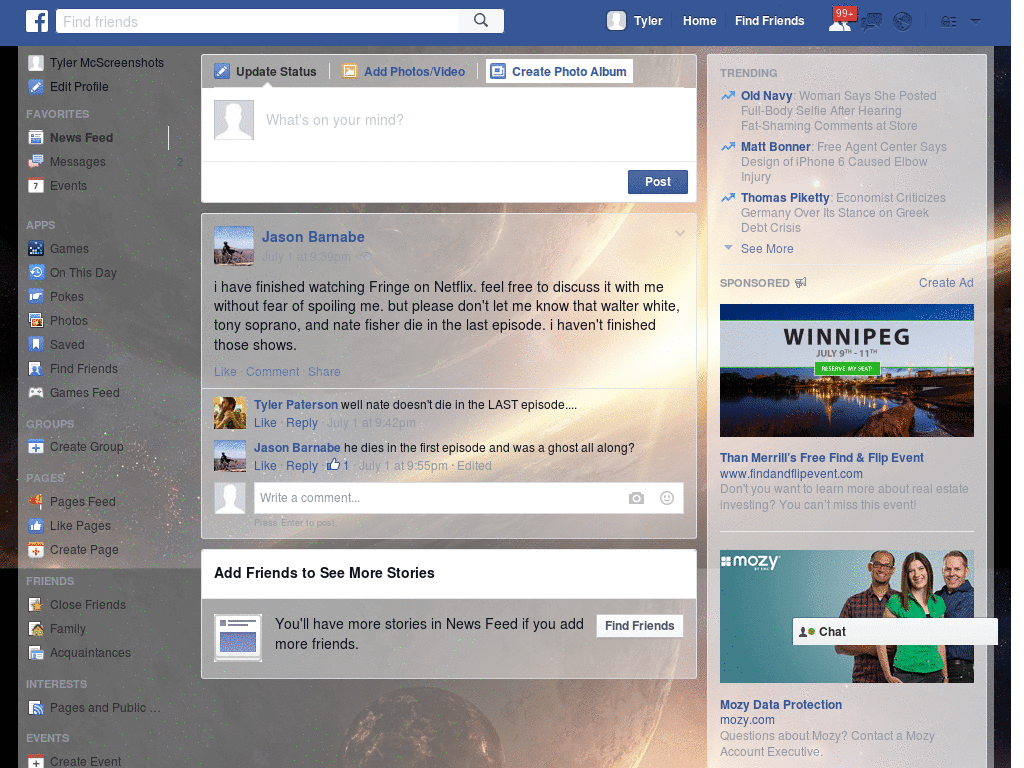 Find friends
Tyler
Home
Find Friends
99+
Tyler McScreenshots
Edit Profile
FAVORITES
News Feed
Messages 2
Events
APPS
Games
On This Day
Pokes
Photos
Saved
Find Friends
Games Feed
GROUPS
Create Group
PAGES
Pages Feed
Like Pages
Create Page
FRIENDS
Close Friends
Family
Acquaintances
INTERESTS
Pages and Public ...
EVENTS
Create Event
Update Status
Add Photos/Video
Create Photo Album
What's on your mind?
Post
Jason Barnabe
July 1 at 9:39pm ·
i have finished watching Fringe on Netflix. feel free to discuss it with me
without fear of spoiling me. but please don't let me know that walter white,
tony soprano, and nate fisher die in the last episode. i haven't finished
those shows.
Like · Comment · Share
Tyler Paterson well nate doesn't die in the LAST episode....
Like · Reply · July 1 at 9:42pm
Jason Barnabe he dies in the first episode and was a ghost all along?
Like · Reply · 1 · July 1 at 9:55pm · Edited
Write a comment...
Press Enter to post.
Add Friends to See More Stories
You'll have more stories in News Feed if you add
more friends.
Find Friends
TRENDING
Old Navy: Woman Says She Posted
Full-Body Selfie After Hearing
Fat-Shaming Comments at Store
Matt Bonner: Free Agent Center Says
Design of iPhone 6 Caused Elbow
Injury
Thomas Piketty: Economist Criticizes
Germany Over Its Stance on Greek
Debt Crisis
See More
SPONSORED
Create Ad
WINNIPEG
JULY 9TH - 11TH
RESERVE MY SEAT!
Than Merrill's Free Find & Flip Event
www.findandflipevent.com
Don't you want to learn more about real estate
investing? You can't miss this event!
mozy
BY EMC
Chat
Mozy Data Protection
mozy.com
Questions about Mozy? Contact a Mozy
Account Executive.